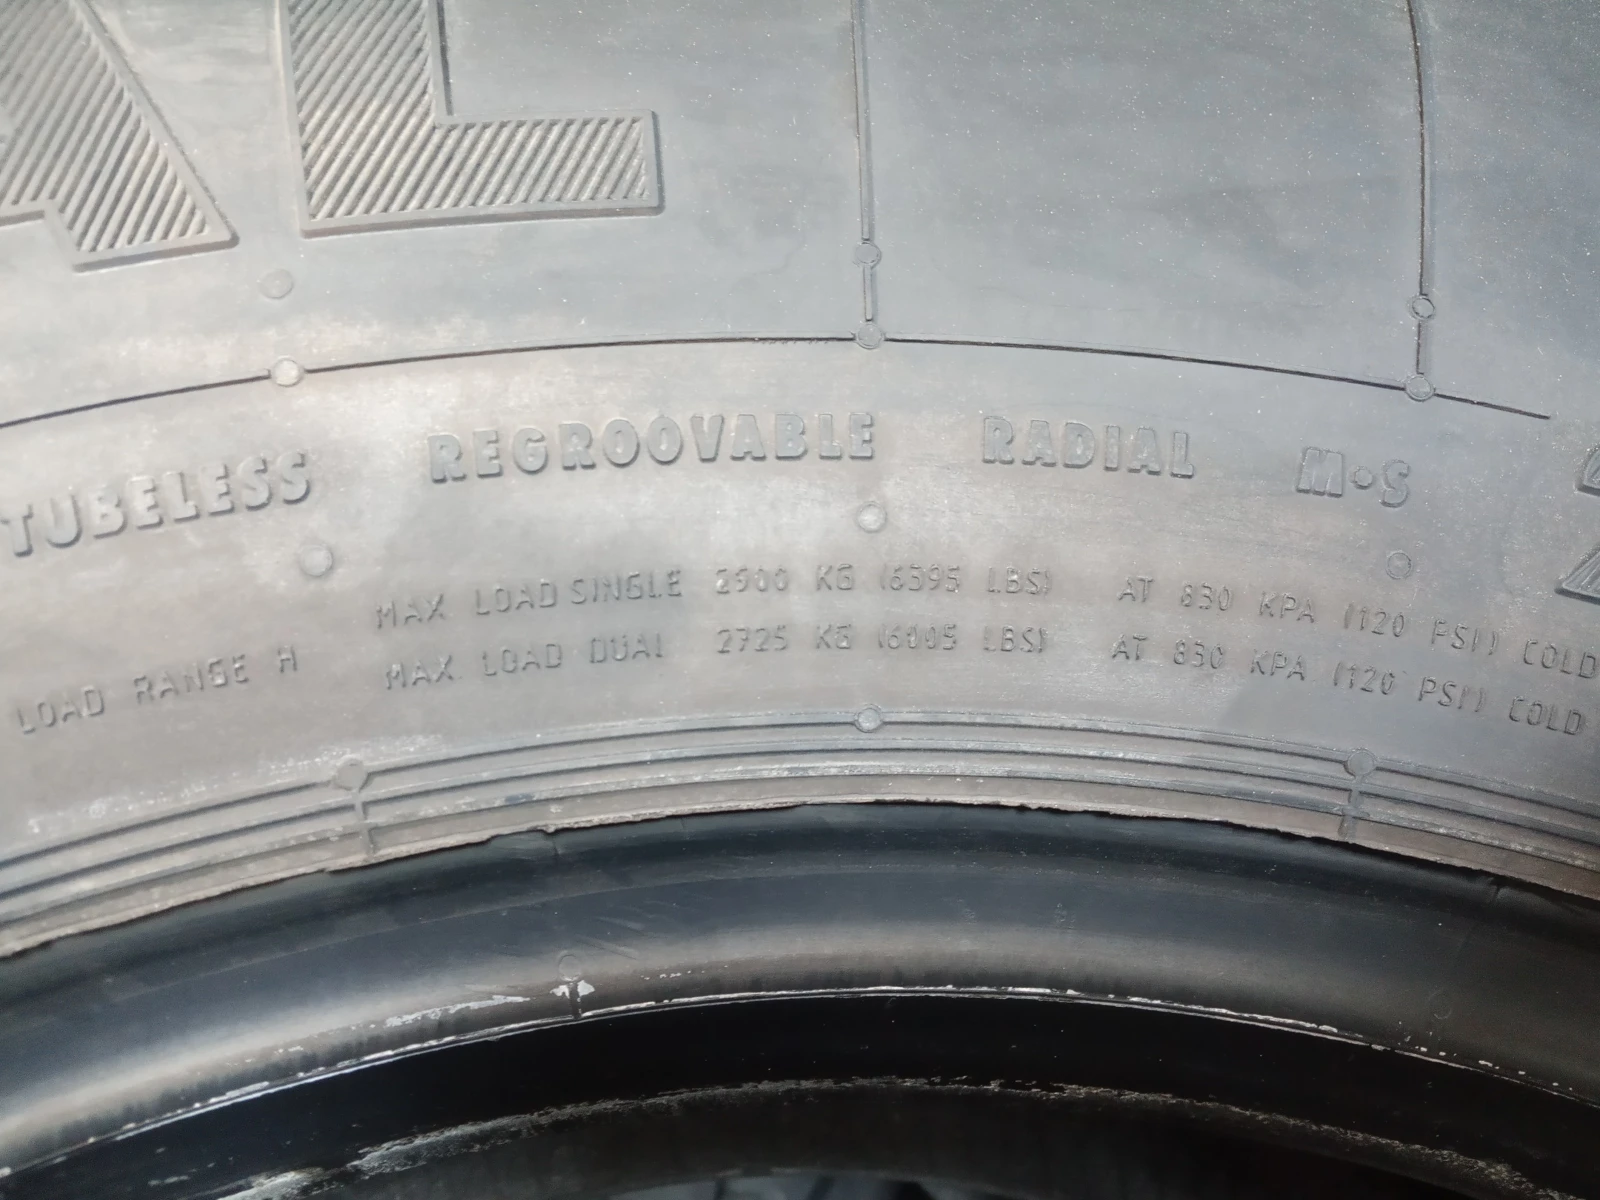 AL
TUBELESS REGROOVABLE RADIAL M•S
LOAD RANGE H
MAX. LOAD SINGLE 2900 KG (6395 LBS) AT 830 KPA (120 PSI) COLD
MAX. LOAD DUAL 2725 KG (6005 LBS) AT 830 KPA (120 PSI) COLD